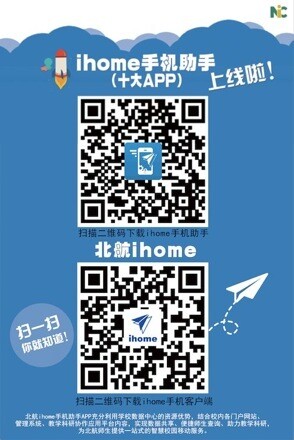 NIC
ihome手机助手
(十大APP)
上线啦!
扫描二维码下载ihome手机助手
北航ihome
扫一扫
你就知道!
ihome
扫描二维码下载ihome手机客户端
北航ihome手机助手APP充分利用学校数据中心的资源优势，结合校内各门户网站、
管理系统、教学科研协作应用平台内容，实现数据共享、便捷师生查询、助力教学科研，
为北航师生提供一站式的智慧校园移动服务。